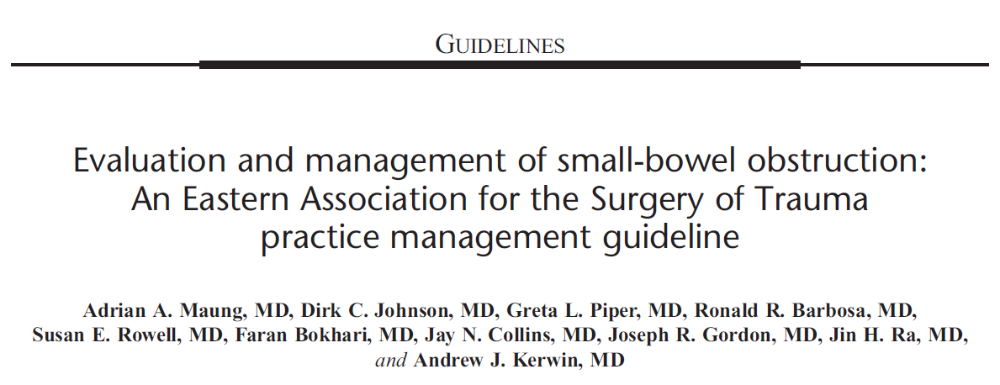 GUIDELINES
Evaluation and management of small-bowel obstruction:
An Eastern Association for the Surgery of Trauma
practice management guideline
Adrian A. Maung, MD, Dirk C. Johnson, MD, Greta L. Piper, MD, Ronald R. Barbosa, MD,
Susan E. Rowell, MD, Faran Bokhari, MD, Jay N. Collins, MD, Joseph R. Gordon, MD, Jin H. Ra, MD,
and Andrew J. Kerwin, MD